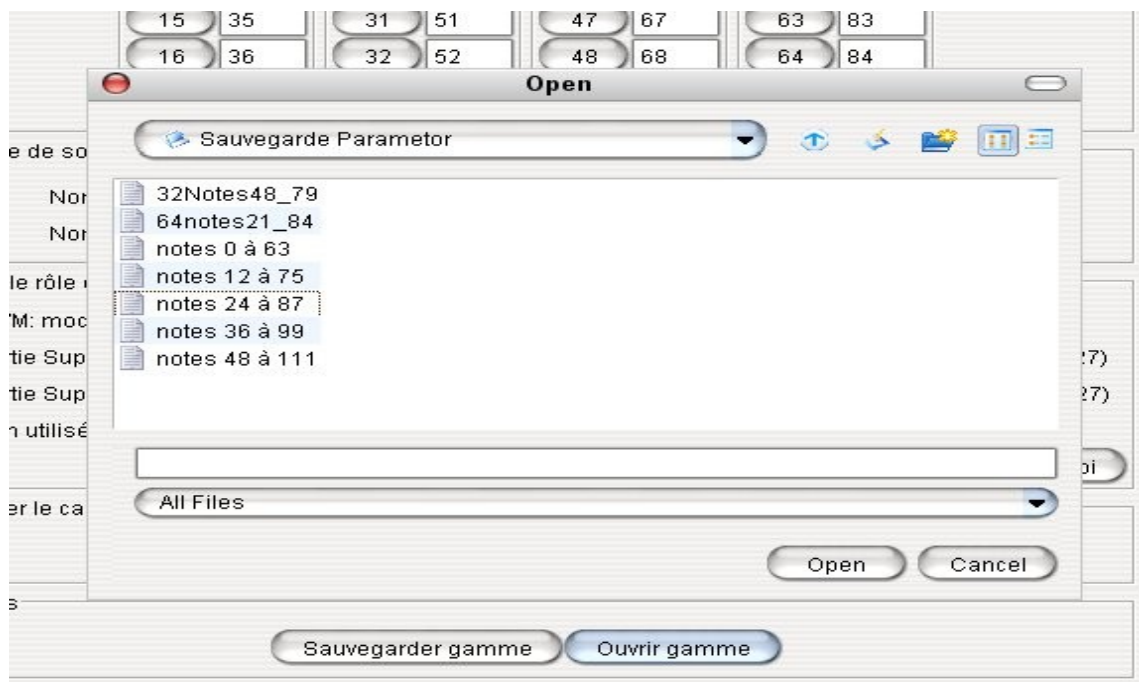 15 35 31 51 47 67 63 83
16 36 32 52 48 68 64 84
Open
Sauvegarde Parametor
e de so
32Notes48_79
Nor
64notes21_84
Nor
notes 0 à 63
le rôle
notes 12 à 75
notes 24 à 87
M: moc
notes 36 à 99
tie Sup
notes 48 à 111
27)
tie Sup
27)
n utilisé
er le ca
All Files
Open Cancel
s
Sauvegarder gamme Ouvrir gamme